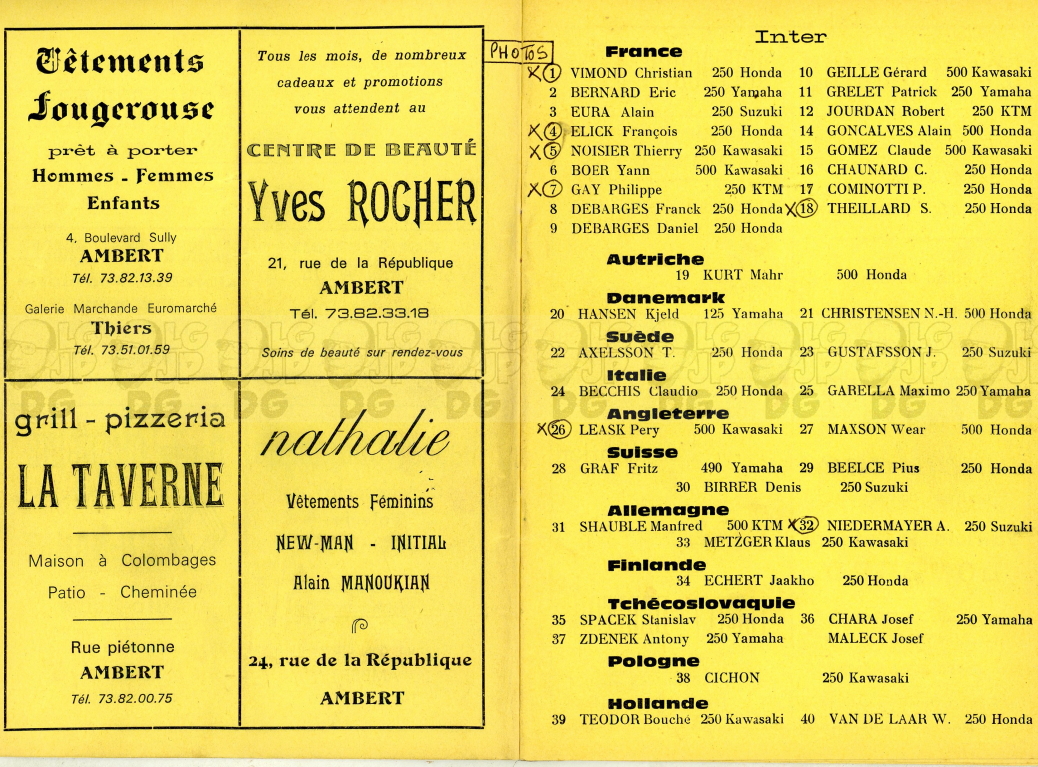 Vêtements
Fougerouse
prêt à porter
Hommes - Femmes
Enfants
4, Boulevard Sully
AMBERT
Tél. 73.82.13.39
Galerie Marchande Euromarché
Thiers
Tél. 73.51.01.59
Tous les mois, de nombreux
cadeaux et promotions
vous attendent au
CENTRE DE BEAUTÉ
Yves ROCHER
21, rue de la République
AMBERT
Tél. 73.82.33.18
Soins de beauté sur rendez-vous
grill - pizzeria
LA TAVERNE
Maison à Colombages
Patio - Cheminée
Rue piétonne
AMBERT
Tél. 73.82.00.75
nathalie
Vêtements Féminins
NEW-MAN - INITIAL
Alain MANOUKIAN
24, rue de la République
AMBERT
PHOTOS
Inter
France
X 1 VIMOND Christian 250 Honda 10 GEILLE Gérard 500 Kawasaki
2 BERNARD Eric 250 Yamaha 11 GRELET Patrick 250 Yamaha
3 EURA Alain 250 Suzuki 12 JOURDAN Robert 250 KTM
X 4 ELICK François 250 Honda 14 GONCALVES Alain 500 Honda
X 5 NOISIER Thierry 250 Kawasaki 15 GOMEZ Claude 500 Kawasaki
6 BOER Yann 500 Kawasaki 16 CHAUNARD C. 250 Honda
X 7 GAY Philippe 250 KTM 17 COMINOTTI P. 250 Honda
8 DEBARGES Franck 250 Honda X 18 THEILLARD S. 250 Honda
9 DEBARGES Daniel 250 Honda
Autriche
19 KURT Mahr 500 Honda
Danemark
20 HANSEN Kjeld 125 Yamaha 21 CHRISTENSEN N.-H. 500 Honda
Suède
22 AXELSSON T. 250 Honda 23 GUSTAFSSON J. 250 Suzuki
Italie
24 BECCHIS Claudio 250 Honda 25 GARELLA Maximo 250 Yamaha
Angleterre
X 26 LEASK Pery 500 Kawasaki 27 MAXSON Wear 500 Honda
Suisse
28 GRAF Fritz 490 Yamaha 29 BEELCE Pius 250 Honda
30 BIRRER Denis 250 Suzuki
Allemagne
31 SHAUBLE Manfred 500 KTM X 32 NIEDERMAYER A. 250 Suzuki
33 METZGER Klaus 250 Kawasaki
Finlande
34 ECHERT Jaakho 250 Honda
Tchécoslovaquie
35 SPACEK Stanislav 250 Honda 36 CHARA Josef 250 Yamaha
37 ZDENEK Antony 250 Yamaha MALECK Josef
Pologne
38 CICHON 250 Kawasaki
Hollande
39 TEODOR Bouché 250 Kawasaki 40 VAN DE LAAR W. 250 Honda